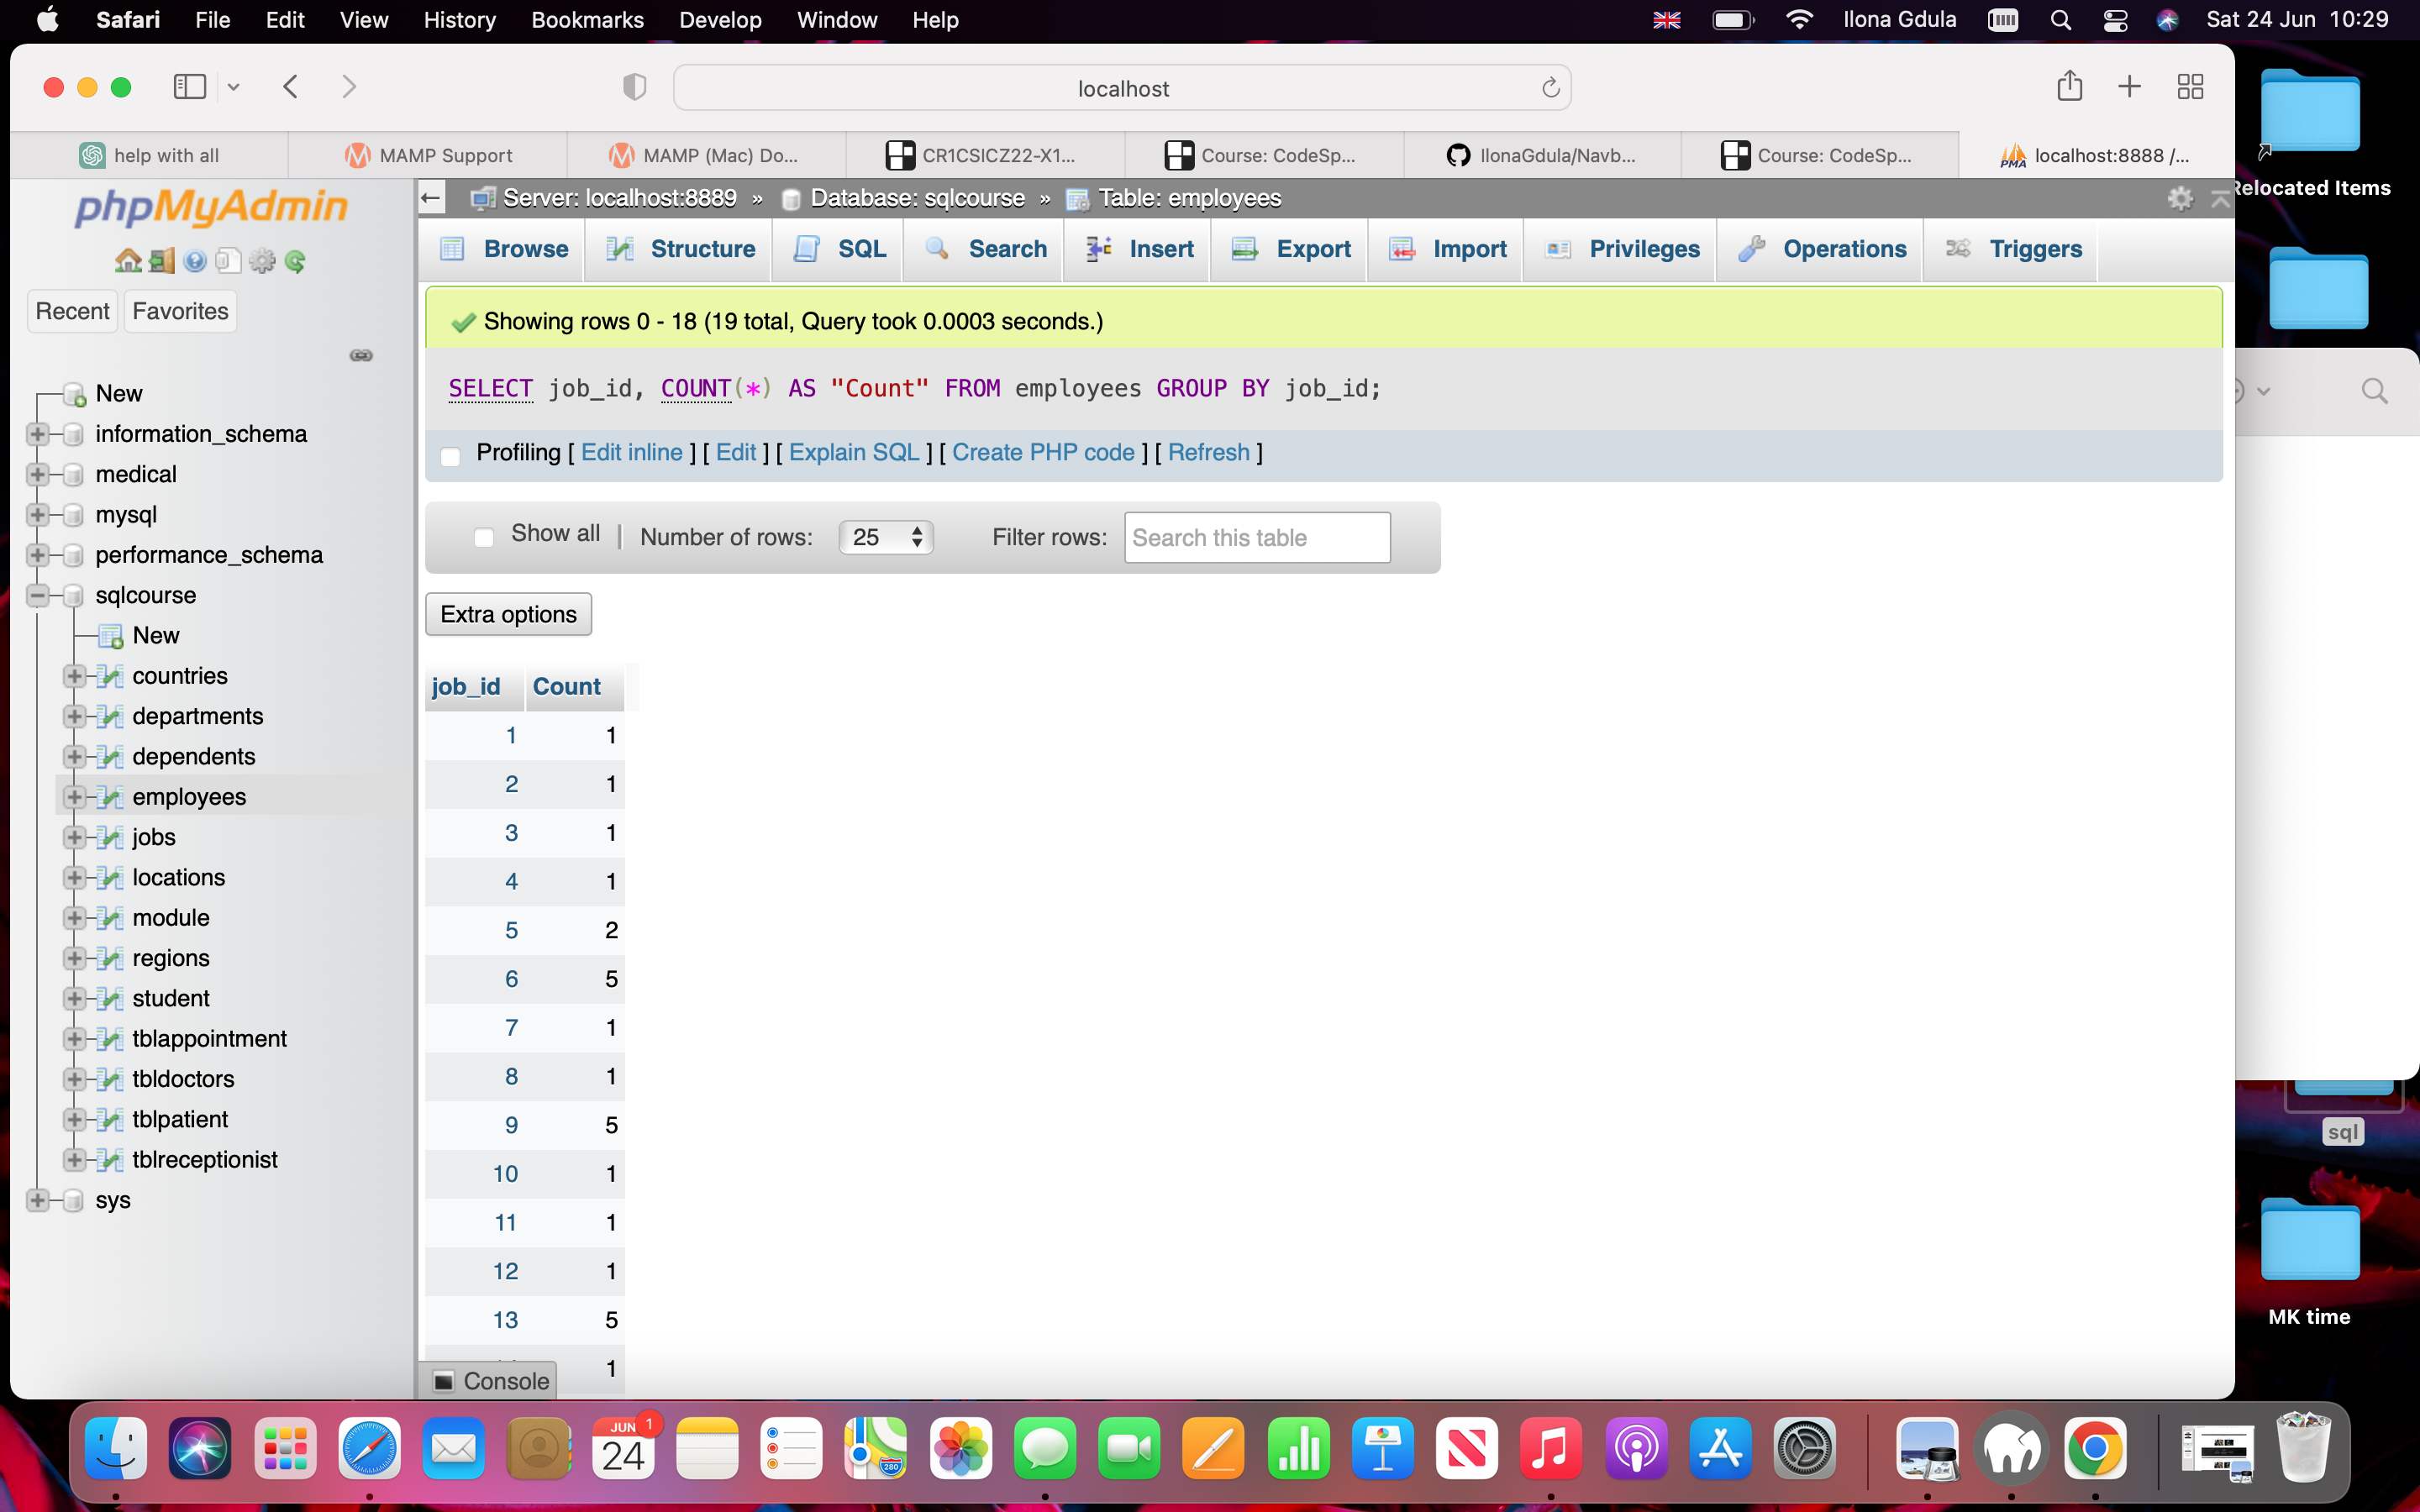 Safari File Edit View History Bookmarks Develop Window Help Ilona Gdula Sat 24 Jun 10:29
localhost
help with all MAMP Support MAMP (Mac) Do... CR1CSICZ22-X1... Course: CodeSp... IlonaGdula/Navb... Course: CodeSp... localhost:8888 /...
phpMyAdmin
Recent Favorites
New
information_schema
medical
mysql
performance_schema
sqlcourse
New
countries
departments
dependents
employees
jobs
locations
module
regions
student
tblappointment
tbldoctors
tblpatient
tblreceptionist
sys
Server: localhost:8889 » Database: sqlcourse » Table: employees
Browse Structure SQL Search Insert Export Import Privileges Operations Triggers
Showing rows 0 - 18 (19 total, Query took 0.0003 seconds.)
SELECT job_id, COUNT(*) AS "Count" FROM employees GROUP BY job_id;
Profiling [ Edit inline ] [ Edit ] [ Explain SQL ] [ Create PHP code ] [ Refresh ]
Show all | Number of rows: 25 Filter rows: Search this table
Extra options
job_id Count
1 1
2 1
3 1
4 1
5 2
6 5
7 1
8 1
9 5
10 1
11 1
12 1
13 5
1
Console
Relocated Items
sql
MK time
JUN 1
24
280